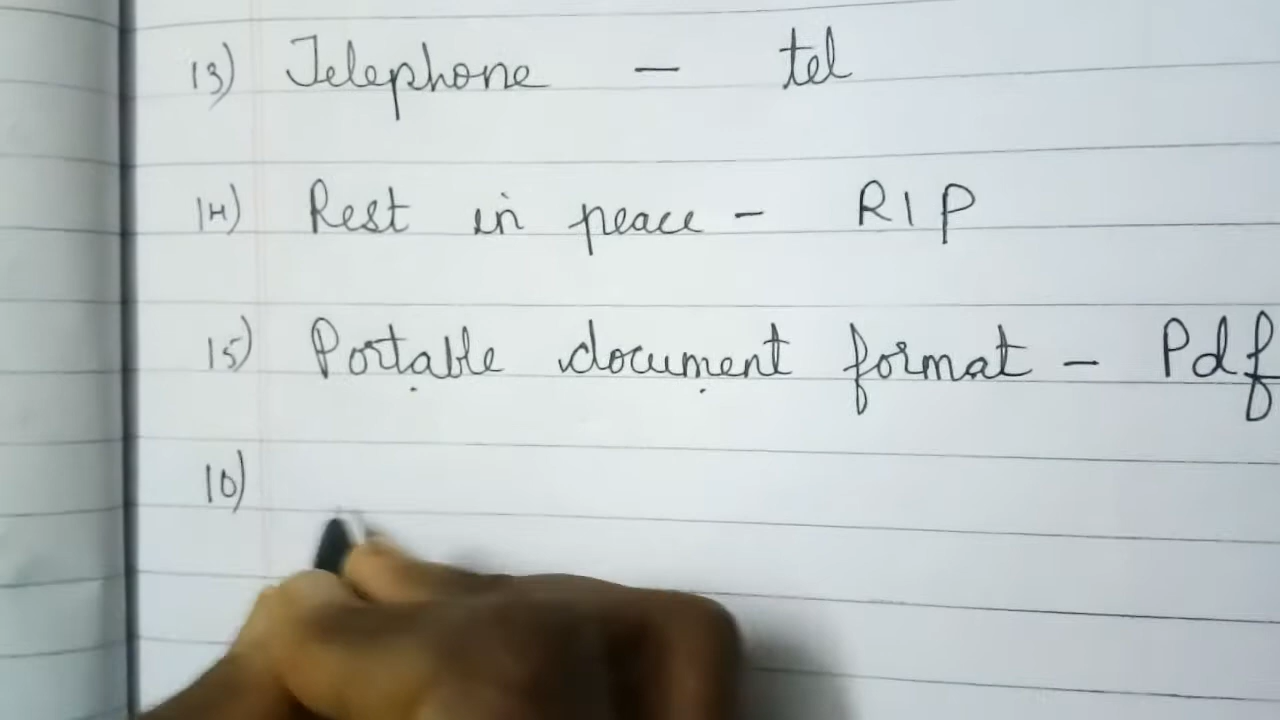 13) Telephone - tel
14) Rest in peace - RIP
15) Portable document format - Pdf
16)